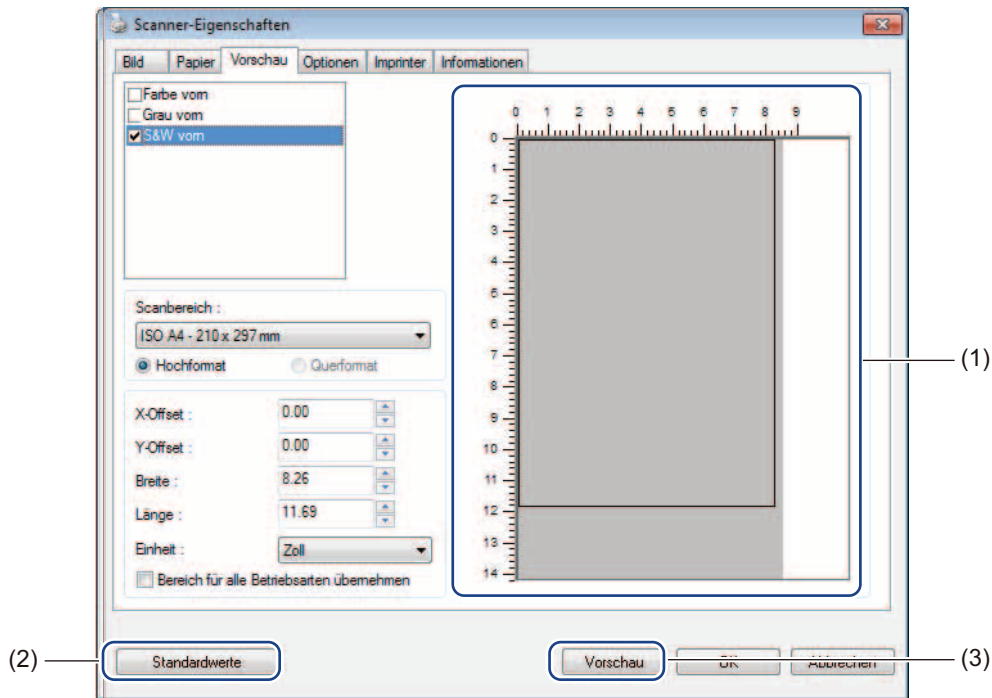 Scanner-Eigenschaften
Bild Papier Vorschau Optionen Imprinter Informationen
Farbe vorn
Grau vorn
S&W vorn
Scanbereich :
ISO A4 - 210 x 297 mm
Hochformat Querformat
X-Offset : 0.00
Y-Offset : 0.00
Breite : 8.26
Länge : 11.69
Einheit : Zoll
Bereich für alle Betriebsarten übernehmen
0 1 2 3 4 5 6 7 8 9
0
1
2
3
4
5
6
7
8
9
10
11
12
13
14
(1)
(2) Standardwerte Vorschau OK Abbrechen (3)